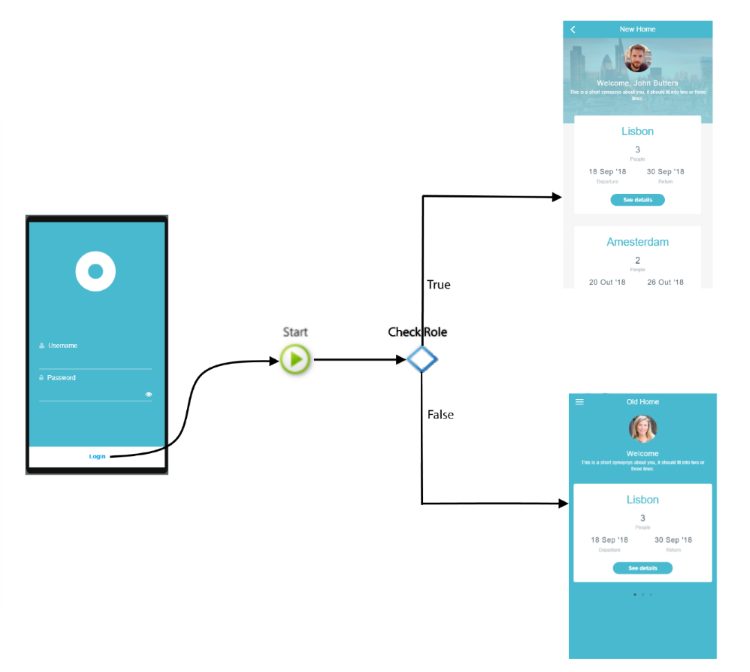 New Home
Welcome, John Butters
This is a short synopsys about you, it should fit into two or three
lines.
Lisbon
3
People
18 Sep '18 30 Sep '18
Departure Return
See details
Amesterdam
2
People
20 Out '18 26 Out '18
True
Username
Password
Login
Start
Check Role
False
Old Home
Welcome
This is a short synopsys about you, it should fit into two or
three lines.
Lisbon
3
People
18 Sep '18 30 Sep '18
Departure Return
See details